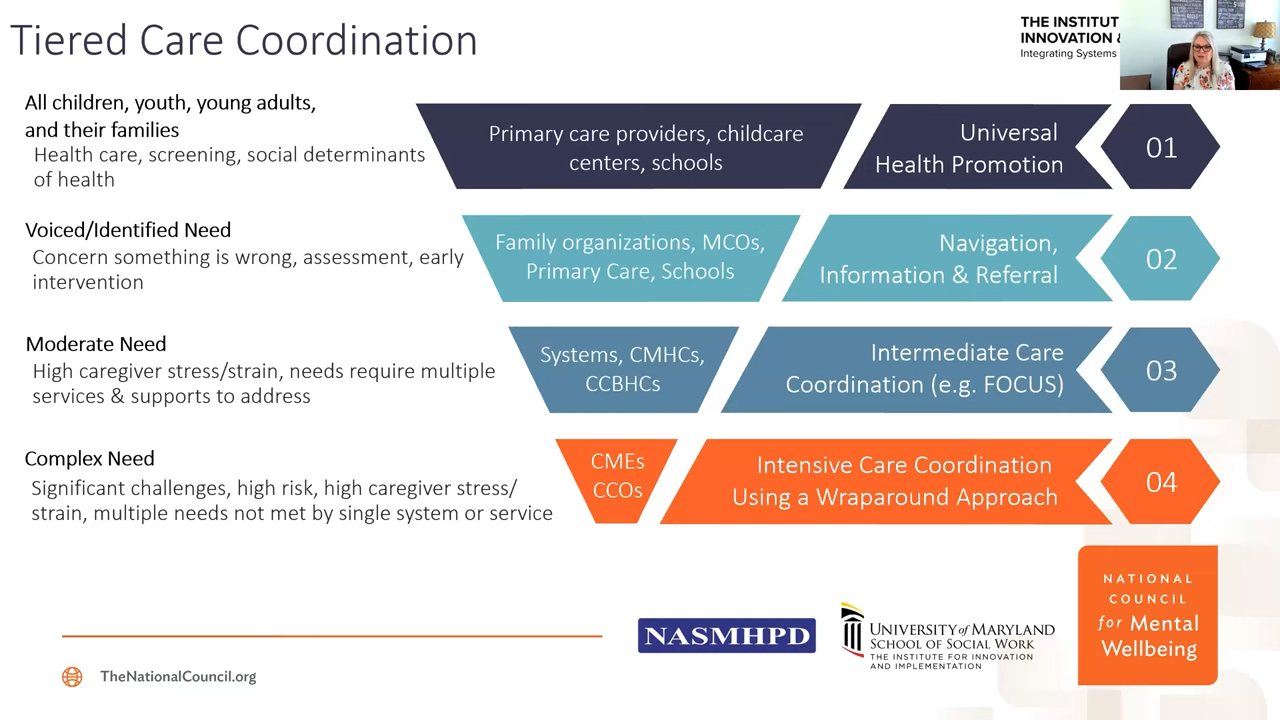 Tiered Care Coordination
THE INSTITUT
INNOVATION &
Integrating Systems
All children, youth, young adults,
and their families
Health care, screening, social determinants
of health
Primary care providers, childcare
centers, schools
Universal
Health Promotion
01
Voiced/Identified Need
Concern something is wrong, assessment, early
intervention
Family organizations, MCOs,
Primary Care, Schools
Navigation,
Information & Referral
02
Moderate Need
High caregiver stress/strain, needs require multiple
services & supports to address
Systems, CMHCs,
CCBHCs
Intermediate Care
Coordination (e.g. FOCUS)
03
Complex Need
Significant challenges, high risk, high caregiver stress/
strain, multiple needs not met by single system or service
CMEs
CCOs
Intensive Care Coordination
Using a Wraparound Approach
04
TheNationalCouncil.org
NASMHPD
UNIVERSITY of MARYLAND
SCHOOL OF SOCIAL WORK
THE INSTITUTE FOR INNOVATION
AND IMPLEMENTATION
NATIONAL
COUNCIL
for Mental
Wellbeing